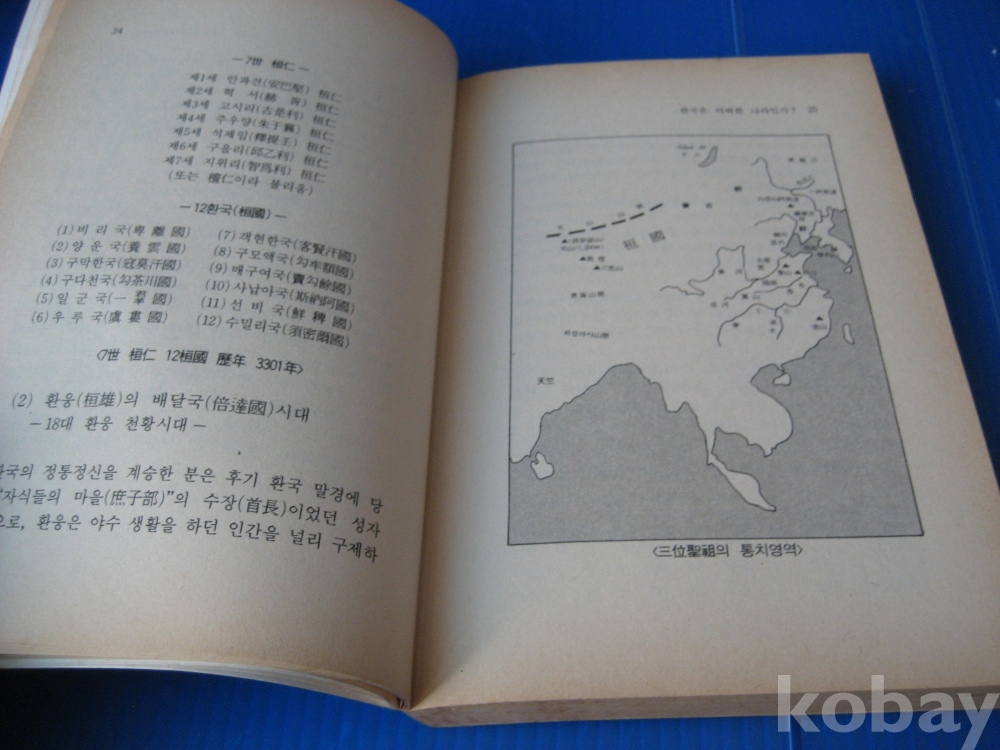 24
— 7世 桓仁 —
제1세 안파견(安巴堅) 桓仁
제2세 혁 서(赫 胥) 桓仁
제3세 고시리(古是利) 桓仁
제4세 주우양(朱于襄) 桓仁
제5세 석제임(釋提壬) 桓仁
제6세 구을리(邱乙利) 桓仁
제7세 지위리(智爲利) 桓仁
(또는 檀仁이라 불리움)
— 12환국(桓國) —
(1) 비 리 국(卑 離 國)
(2) 양 운 국(養 雲 國)
(3) 구막한국(寇莫汗國)
(4) 구다천국(勾茶川國)
(5) 일 군 국(一 羣 國)
(6) 우 루 국(虞 婁 國)
(7) 객현한국(客賢汗國)
(8) 구모액국(勾牟額國)
(9) 매구여국(賣勾餘國)
(10) 사납아국(斯納阿國)
(11) 선 비 국(鮮 稗 國)
(12) 수밀리국(須密爾國)
〈7世 桓仁 12桓國 歷年 3301年〉
(2) 환웅(桓雄)의 배달국(倍達國)시대
— 18대 환웅 천황시대 —
환국의 정통정신을 계승한 분은 후기 환국 말경에 당
"자식들의 마을(庶子部)"의 수장(首長)이었던 성자
으로, 환웅은 야수 생활을 하던 인간을 널리 구제하
한국은 어떠한 나라인가? 25
桓 國
天竺
〈三位聖祖의 통치영역〉
kobay